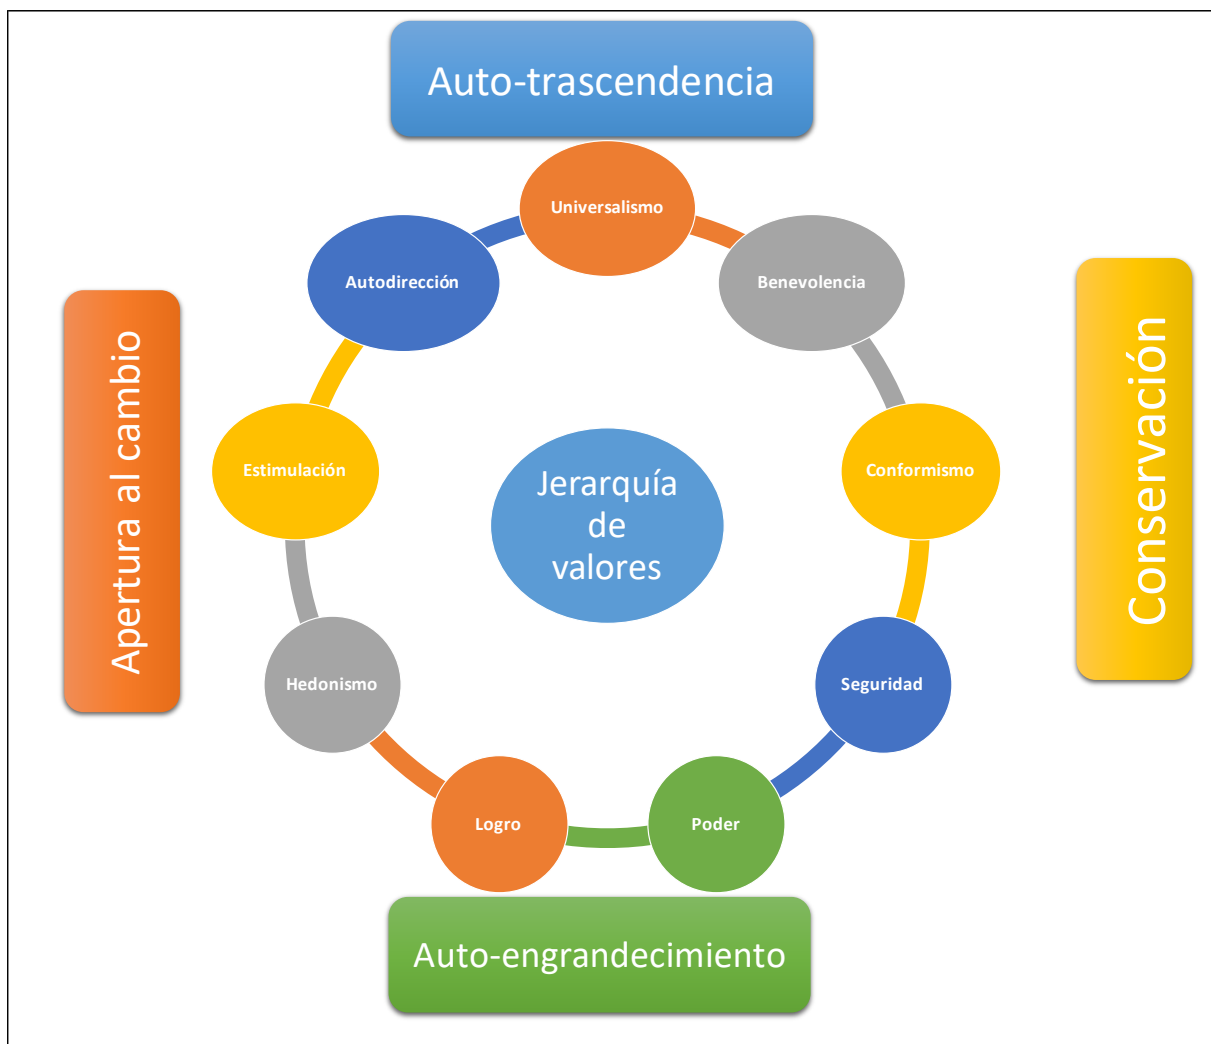 Auto-trascendencia
Universalismo
Autodirección
Benevolencia
Apertura al cambio
Conservación
Estimulación
Conformismo
Jerarquía
de
valores
Hedonismo
Seguridad
Logro
Poder
Auto-engrandecimiento